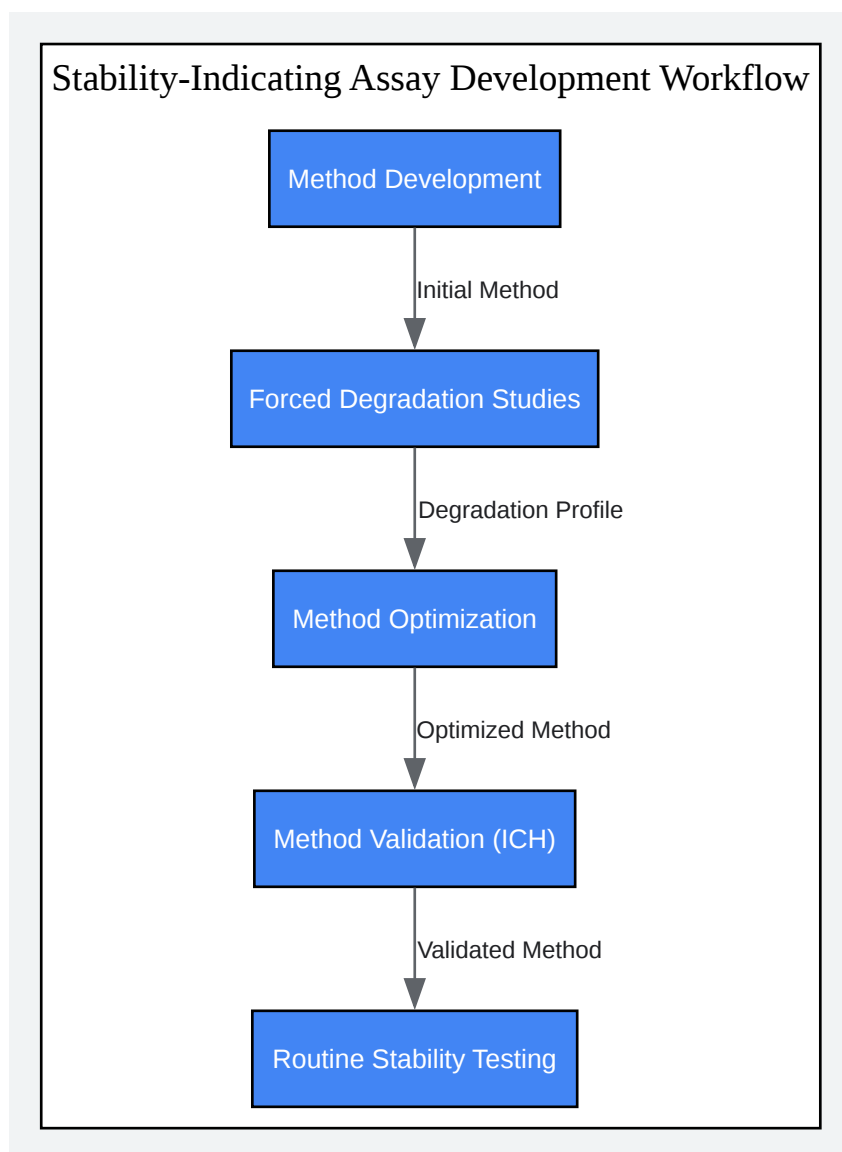 Stability-Indicating Assay Development Workflow
Method Development
Initial Method
Forced Degradation Studies
Degradation Profile
Method Optimization
Optimized Method
Method Validation (ICH)
Validated Method
Routine Stability Testing